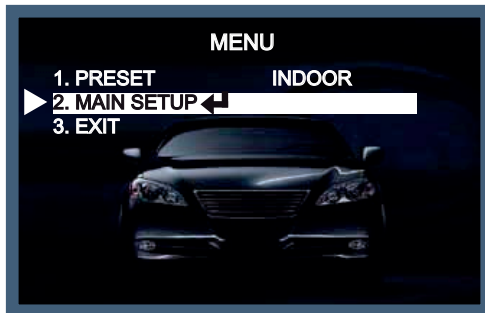 MENU
1. PRESET INDOOR
2. MAIN SETUP ↵
3. EXIT